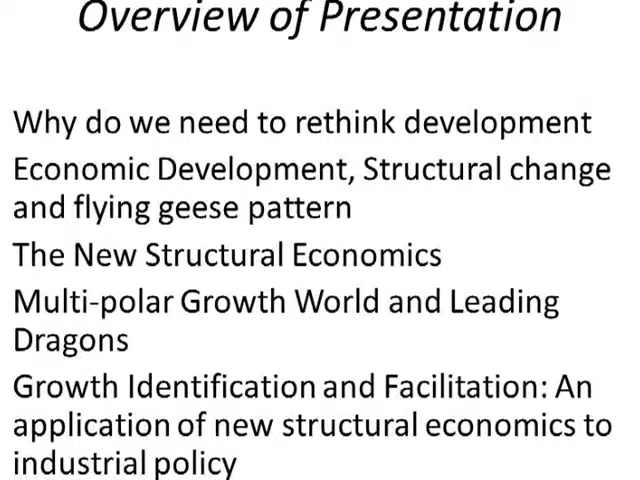 Overview of Presentation
Why do we need to rethink development
Economic Development, Structural change
and flying geese pattern
The New Structural Economics
Multi-polar Growth World and Leading
Dragons
Growth Identification and Facilitation: An
application of new structural economics to
industrial policy